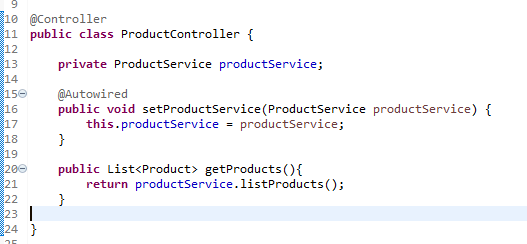 9
10 @Controller
11 public class ProductController {
12
13     private ProductService productService;
14
15     @Autowired
16     public void setProductService(ProductService productService) {
17         this.productService = productService;
18     }
19
20     public List<Product> getProducts(){
21         return productService.listProducts();
22     }
23
24 }
25